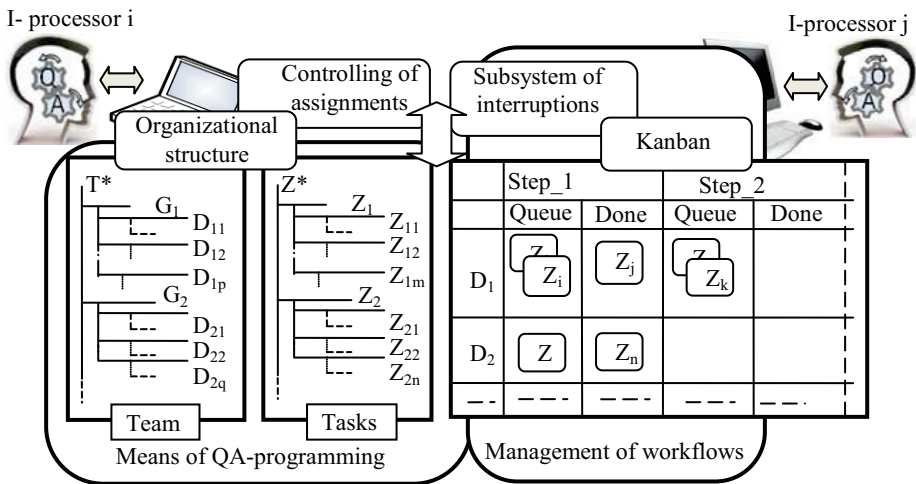 I- processor i
I-processor j
O
A
O
A
Controlling of
assignments
Subsystem of
interruptions
Organizational
structure
Kanban
T*
G1
D11
D12
D1p
G2
D21
D22
D2q
Team
Z*
Z1
Z11
Z12
Z1m
Z2
Z21
Z22
Z2n
Tasks
Means of QA-programming
Step_1
Step_2
Queue
Done
Queue
Done
D1
Z
Zi
Zj
Z
Zk
D2
Z
Zn
Management of workflows